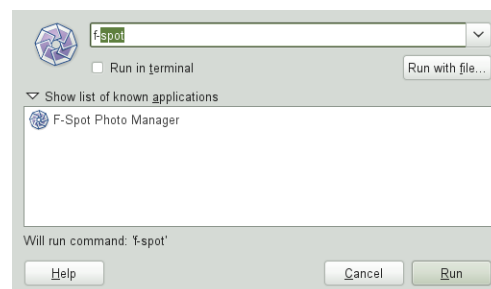 f-spot
Run in terminal
Run with file...
Show list of known applications
F-Spot Photo Manager
Will run command: 'f-spot'
Help
Cancel
Run